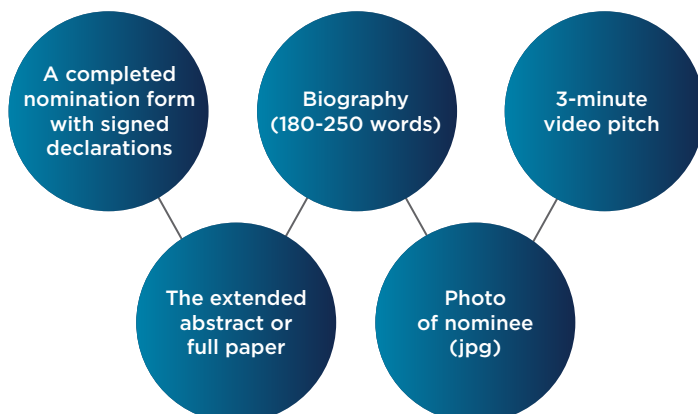 A completed
nomination form
with signed
declarations
The extended
abstract or
full paper
Biography
(180-250 words)
Photo
of nominee
(jpg)
3-minute
video pitch